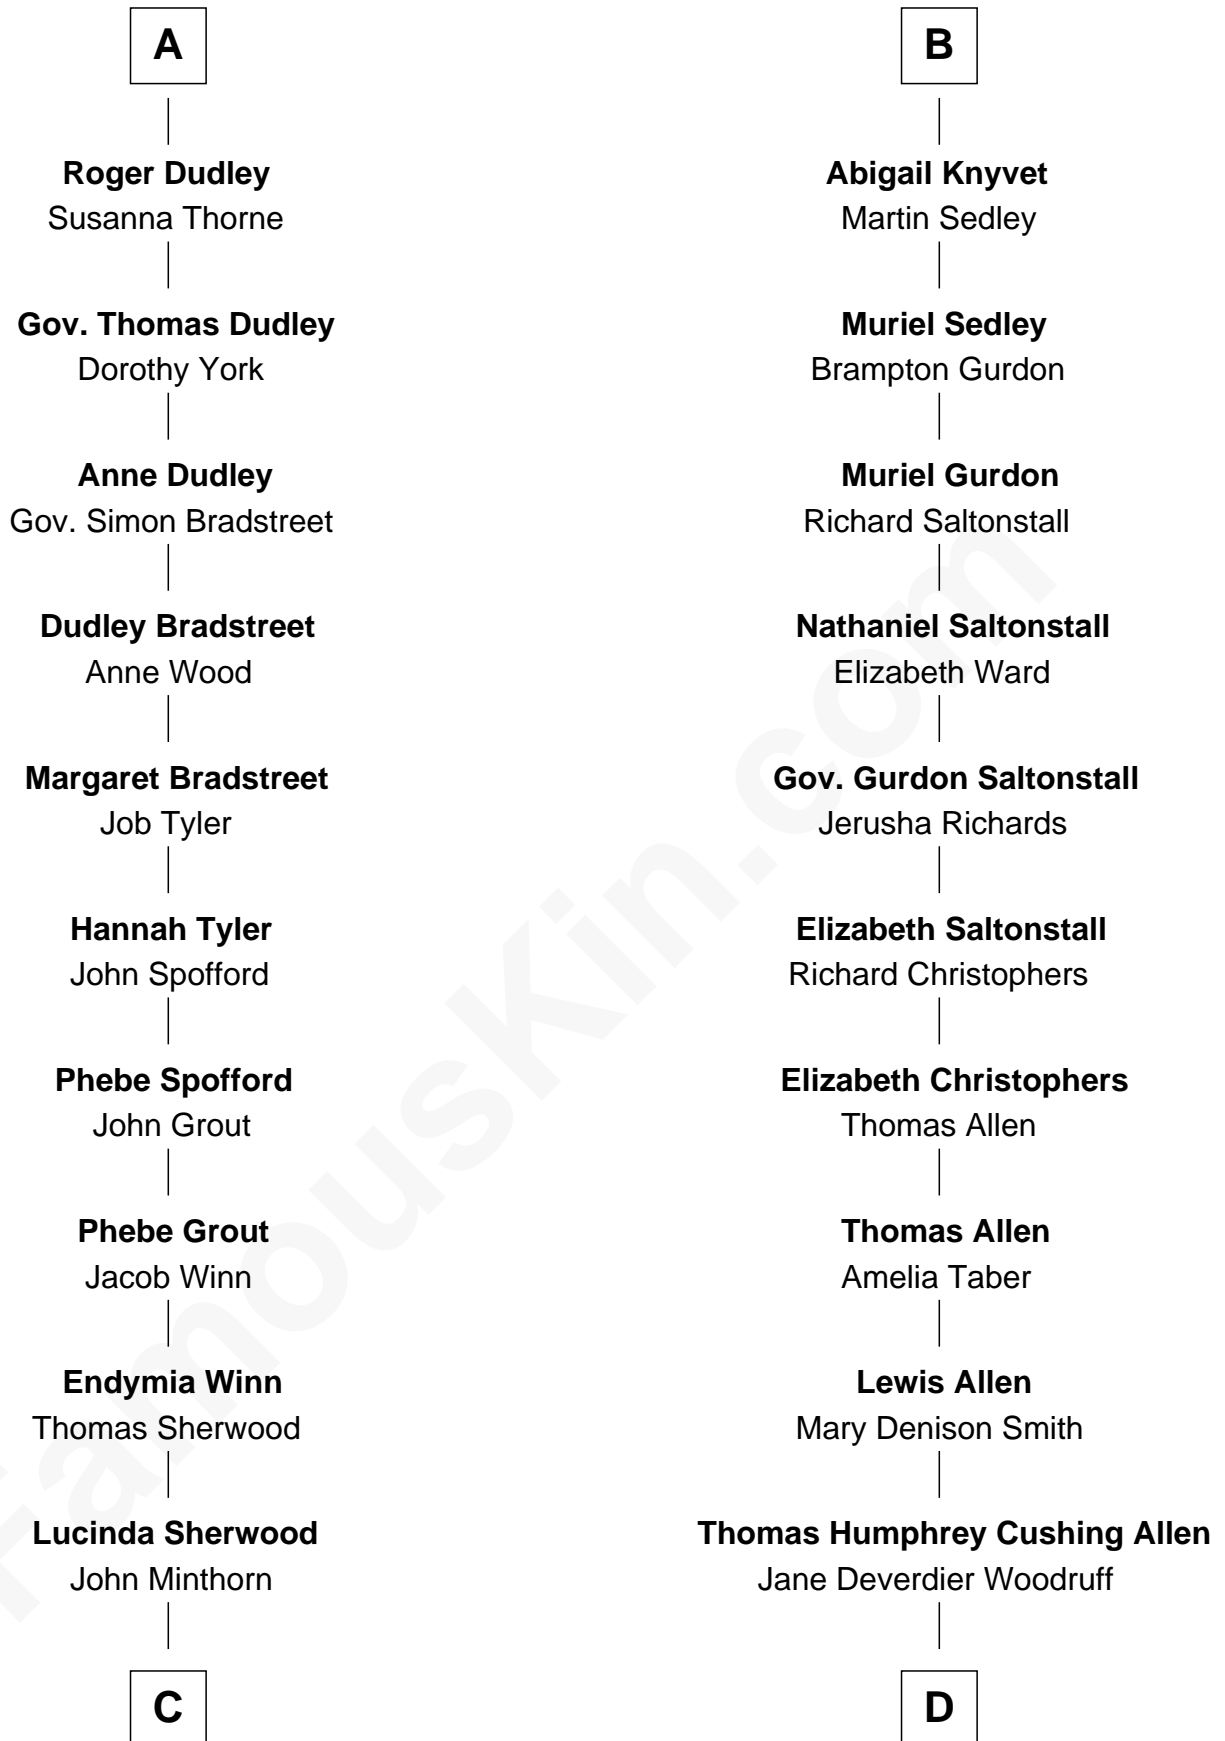 A
Roger Dudley
Susanna Thorne
Gov. Thomas Dudley
Dorothy York
Anne Dudley
Gov. Simon Bradstreet
Dudley Bradstreet
Anne Wood
Margaret Bradstreet
Job Tyler
Hannah Tyler
John Spofford
Phebe Spofford
John Grout
Phebe Grout
Jacob Winn
Endymia Winn
Thomas Sherwood
Lucinda Sherwood
John Minthorn
C
B
Abigail Knyvet
Martin Sedley
Muriel Sedley
Brampton Gurdon
Muriel Gurdon
Richard Saltonstall
Nathaniel Saltonstall
Elizabeth Ward
Gov. Gurdon Saltonstall
Jerusha Richards
Elizabeth Saltonstall
Richard Christophers
Elizabeth Christophers
Thomas Allen
Thomas Allen
Amelia Taber
Lewis Allen
Mary Denison Smith
Thomas Humphrey Cushing Allen
Jane Deverdier Woodruff
D
FamousKin.com